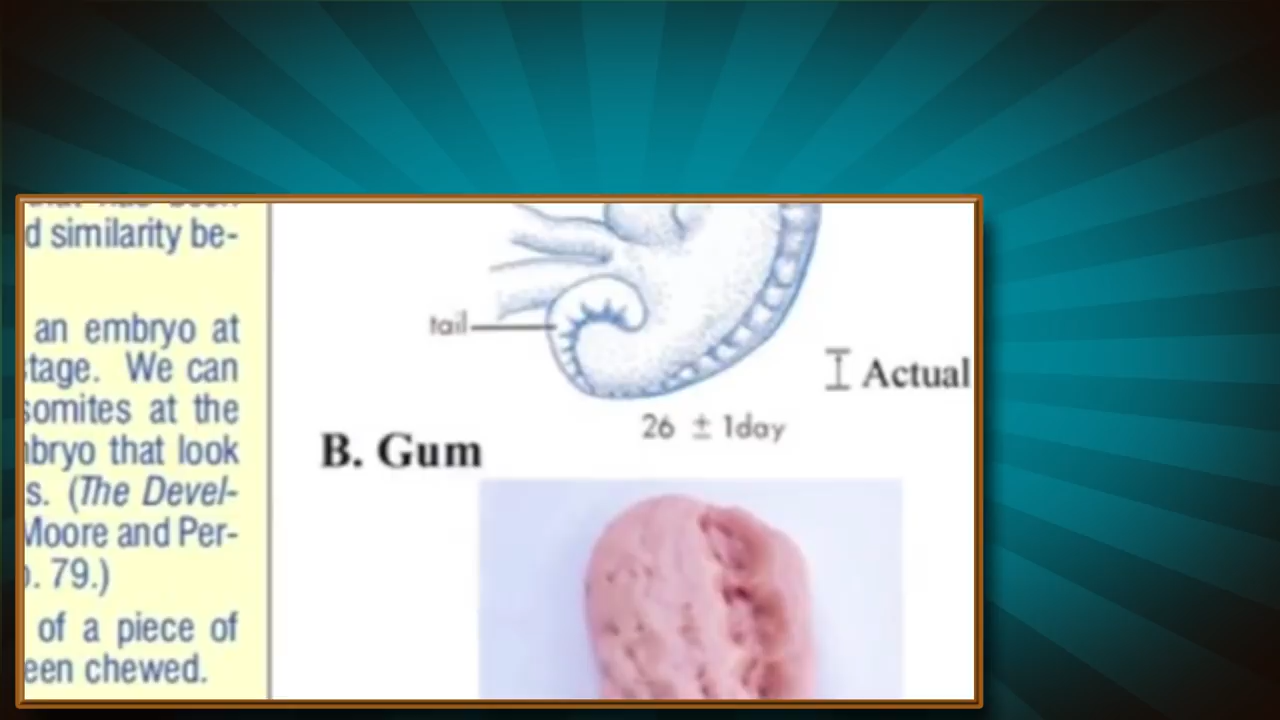 d similarity be-
an embryo at
tage. We can
somites at the
bryo that look
s. (The Devel-
Moore and Per-
. 79.)
of a piece of
een chewed.
tail
Actual
26 ± 1day
B. Gum